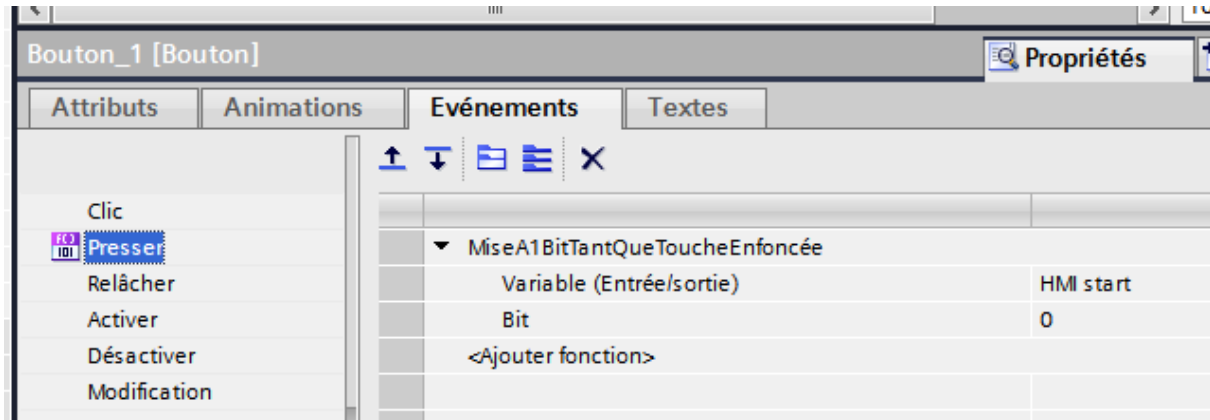 Bouton_1 [Bouton]
Propriétés
Attributs Animations Evénements Textes
Clic
Presser MiseA1BitTantQueToucheEnfoncée
Relâcher Variable (Entrée/sortie) HMI start
Activer Bit 0
Désactiver <Ajouter fonction>
Modification